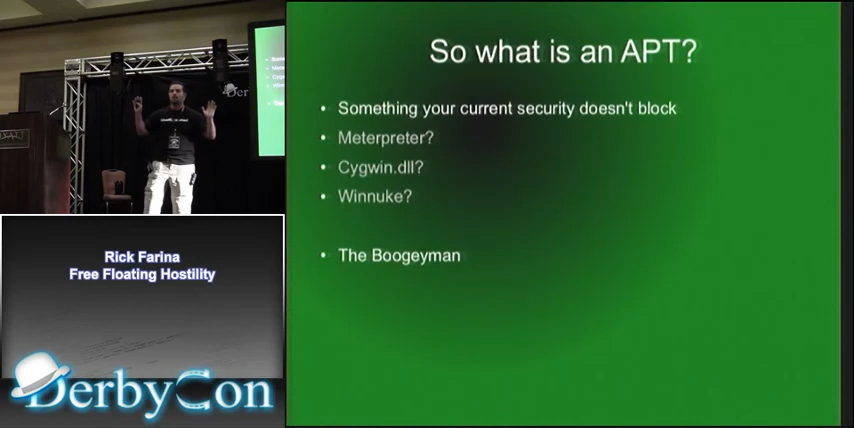 So what is an APT?
• Something your current security doesn't block
• Meterpreter?
• Cygwin.dll?
• Winnuke?
• The Boogeyman
Rick Farina
Free Floating Hostility
DerbyCon